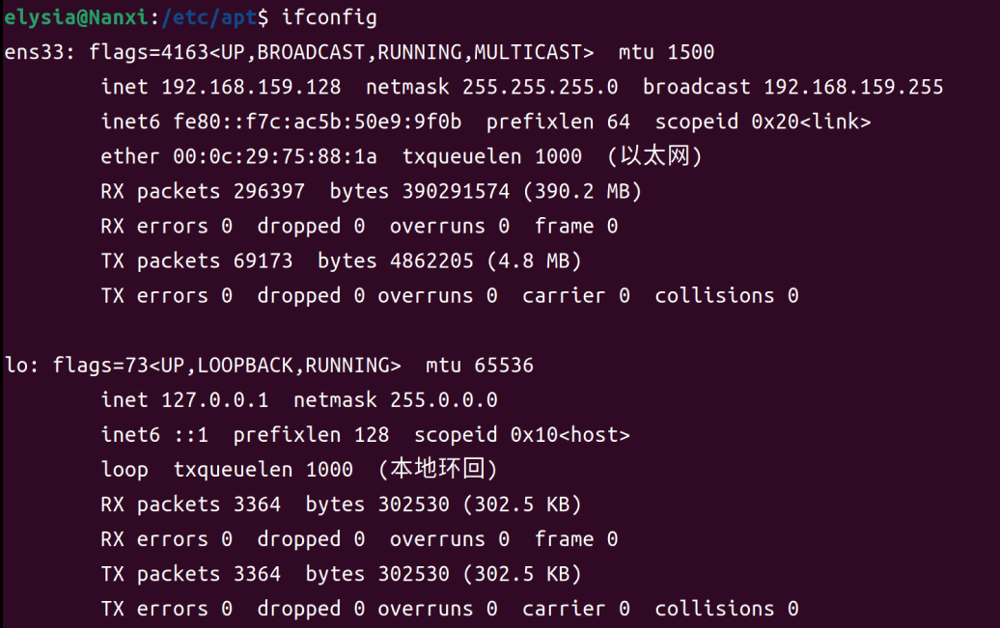 elysia@Nanxi:/etc/apt$ ifconfig
ens33: flags=4163<UP,BROADCAST,RUNNING,MULTICAST>  mtu 1500
        inet 192.168.159.128  netmask 255.255.255.0  broadcast 192.168.159.255
        inet6 fe80::f7c:ac5b:50e9:9f0b  prefixlen 64  scopeid 0x20<link>
        ether 00:0c:29:75:88:1a  txqueuelen 1000  (以太网)
        RX packets 296397  bytes 390291574 (390.2 MB)
        RX errors 0  dropped 0  overruns 0  frame 0
        TX packets 69173  bytes 4862205 (4.8 MB)
        TX errors 0  dropped 0 overruns 0  carrier 0  collisions 0

lo: flags=73<UP,LOOPBACK,RUNNING>  mtu 65536
        inet 127.0.0.1  netmask 255.0.0.0
        inet6 ::1  prefixlen 128  scopeid 0x10<host>
        loop  txqueuelen 1000  (本地环回)
        RX packets 3364  bytes 302530 (302.5 KB)
        RX errors 0  dropped 0  overruns 0  frame 0
        TX packets 3364  bytes 302530 (302.5 KB)
        TX errors 0  dropped 0 overruns 0  carrier 0  collisions 0